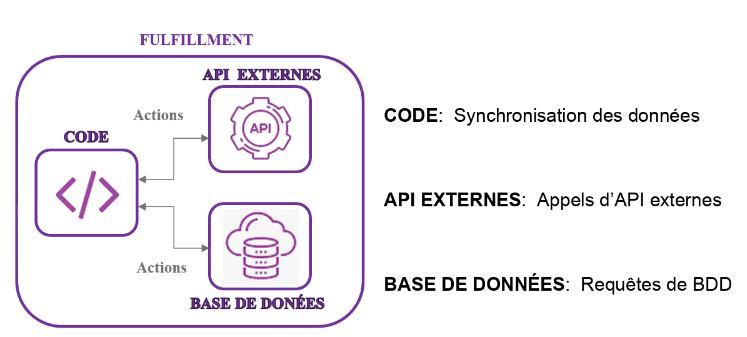 FULFILLMENT
API EXTERNES
Actions
API
CODE
</>
Actions
BASE DE DONÉES
CODE: Synchronisation des données
API EXTERNES: Appels d’API externes
BASE DE DONNÉES: Requêtes de BDD